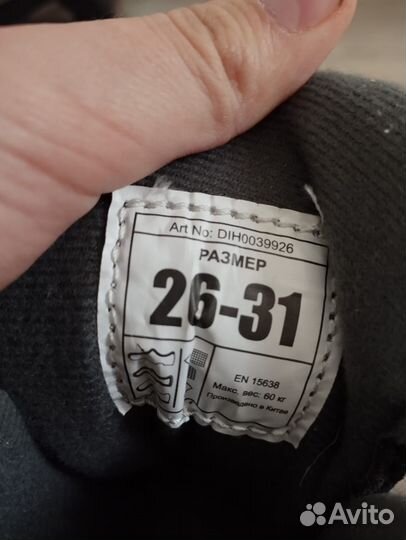 Art No: DIH0039926
РАЗМЕР
26-31
EN 15638
Макс. вес: 60 кг
Произведено в Китае
Avito